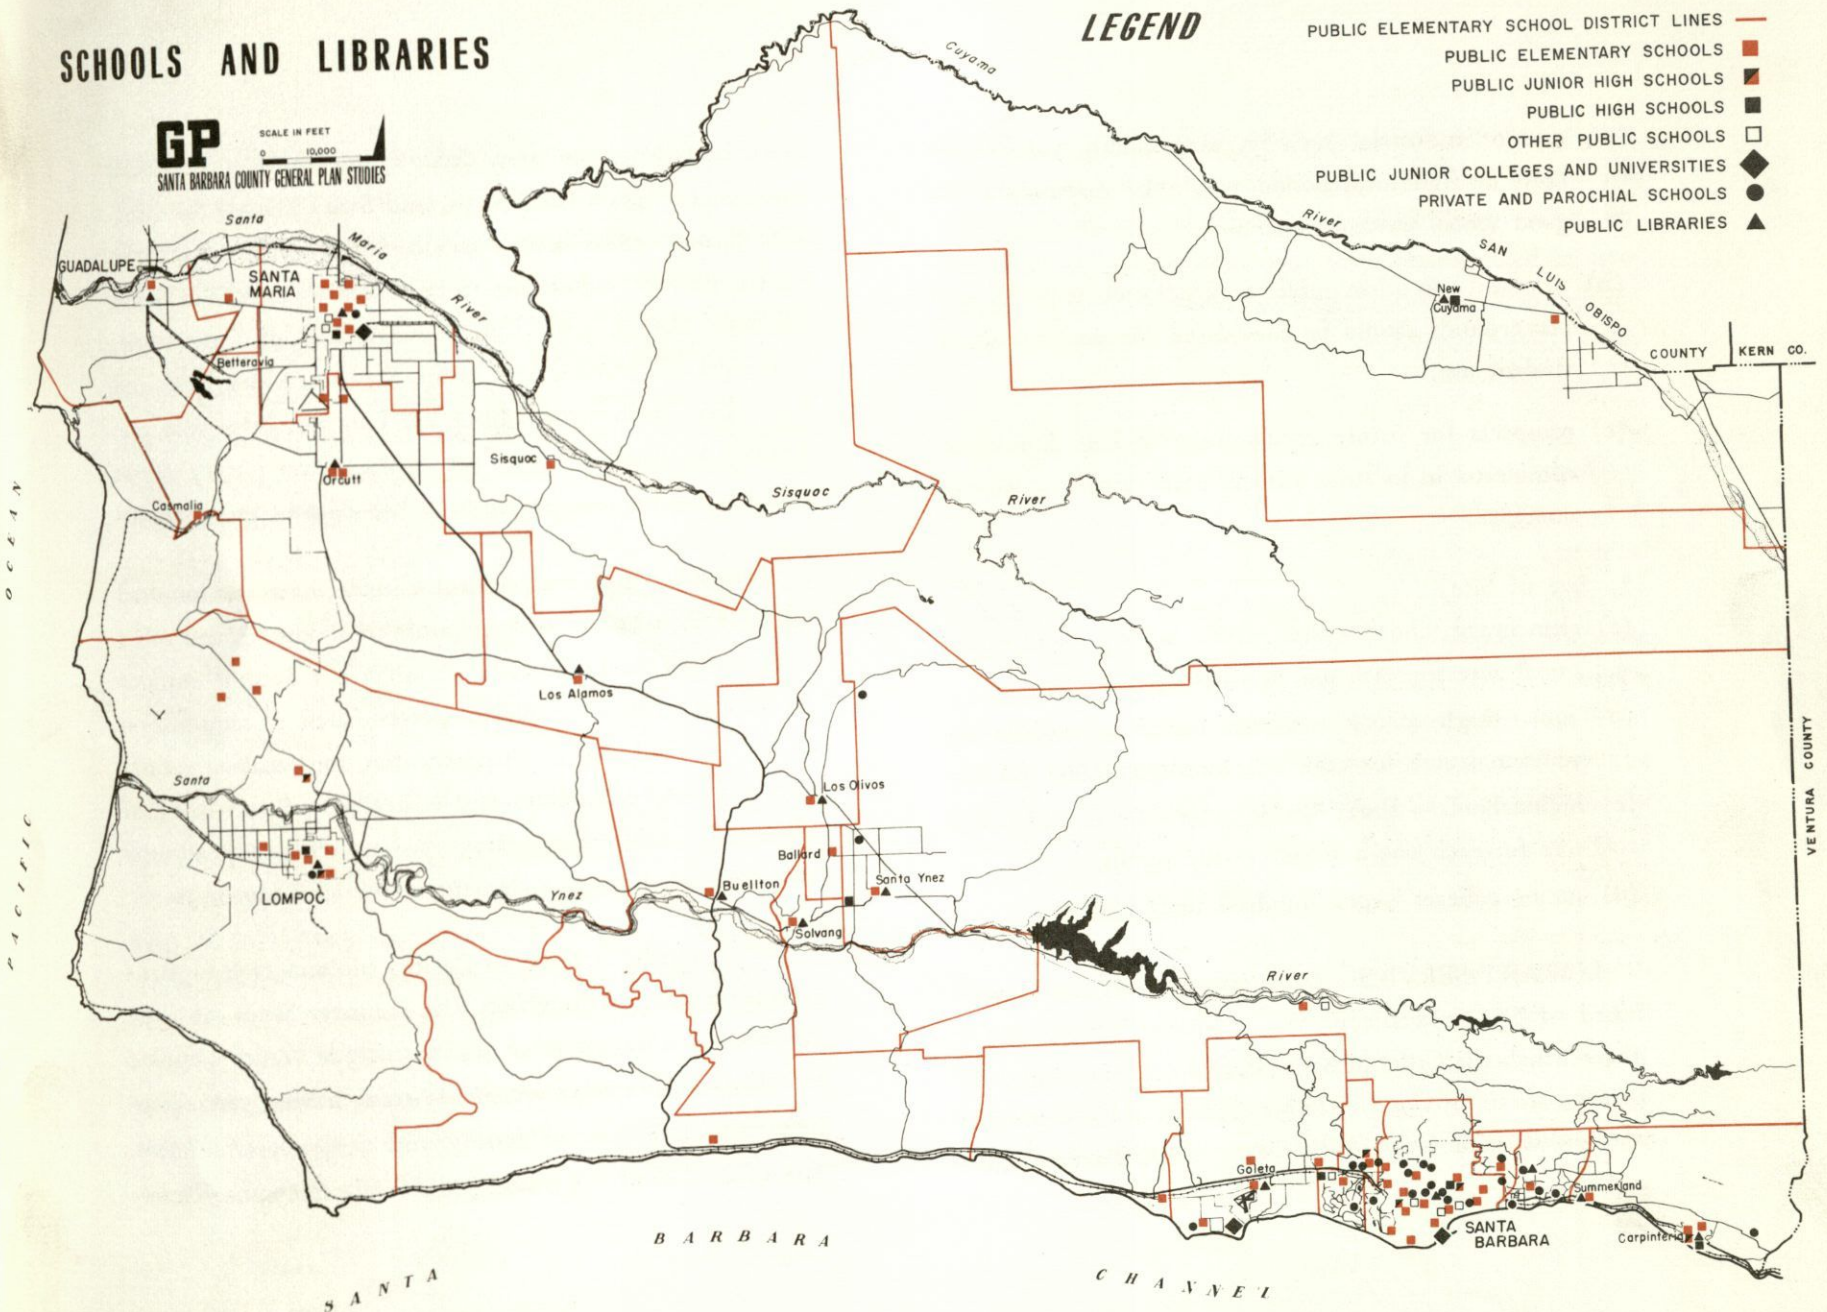 SCHOOLS AND LIBRARIES
GP
SCALE IN FEET
0 10,000
SANTA BARBARA COUNTY GENERAL PLAN STUDIES
LEGEND
PUBLIC ELEMENTARY SCHOOL DISTRICT LINES
PUBLIC ELEMENTARY SCHOOLS
PUBLIC JUNIOR HIGH SCHOOLS
PUBLIC HIGH SCHOOLS
OTHER PUBLIC SCHOOLS
PUBLIC JUNIOR COLLEGES AND UNIVERSITIES
PRIVATE AND PAROCHIAL SCHOOLS
PUBLIC LIBRARIES
Cuyama
River
SAN LUIS OBISPO
COUNTY
KERN CO.
Santa
Maria
River
GUADALUPE
SANTA
MARIA
New
Cuyama
Betteravia
Sisquoc
Orcutt
Sisquoc
River
Casmalia
Los Alamos
Santa
Los Olivos
Ballard
Santa Ynez
Buellton
Ynez
LOMPOC
Solvang
River
VENTURA COUNTY
PACIFIC
OCEAN
Goleta
Summerland
SANTA
BARBARA
Carpinteria
SANTA
BARBARA
CHANNEL